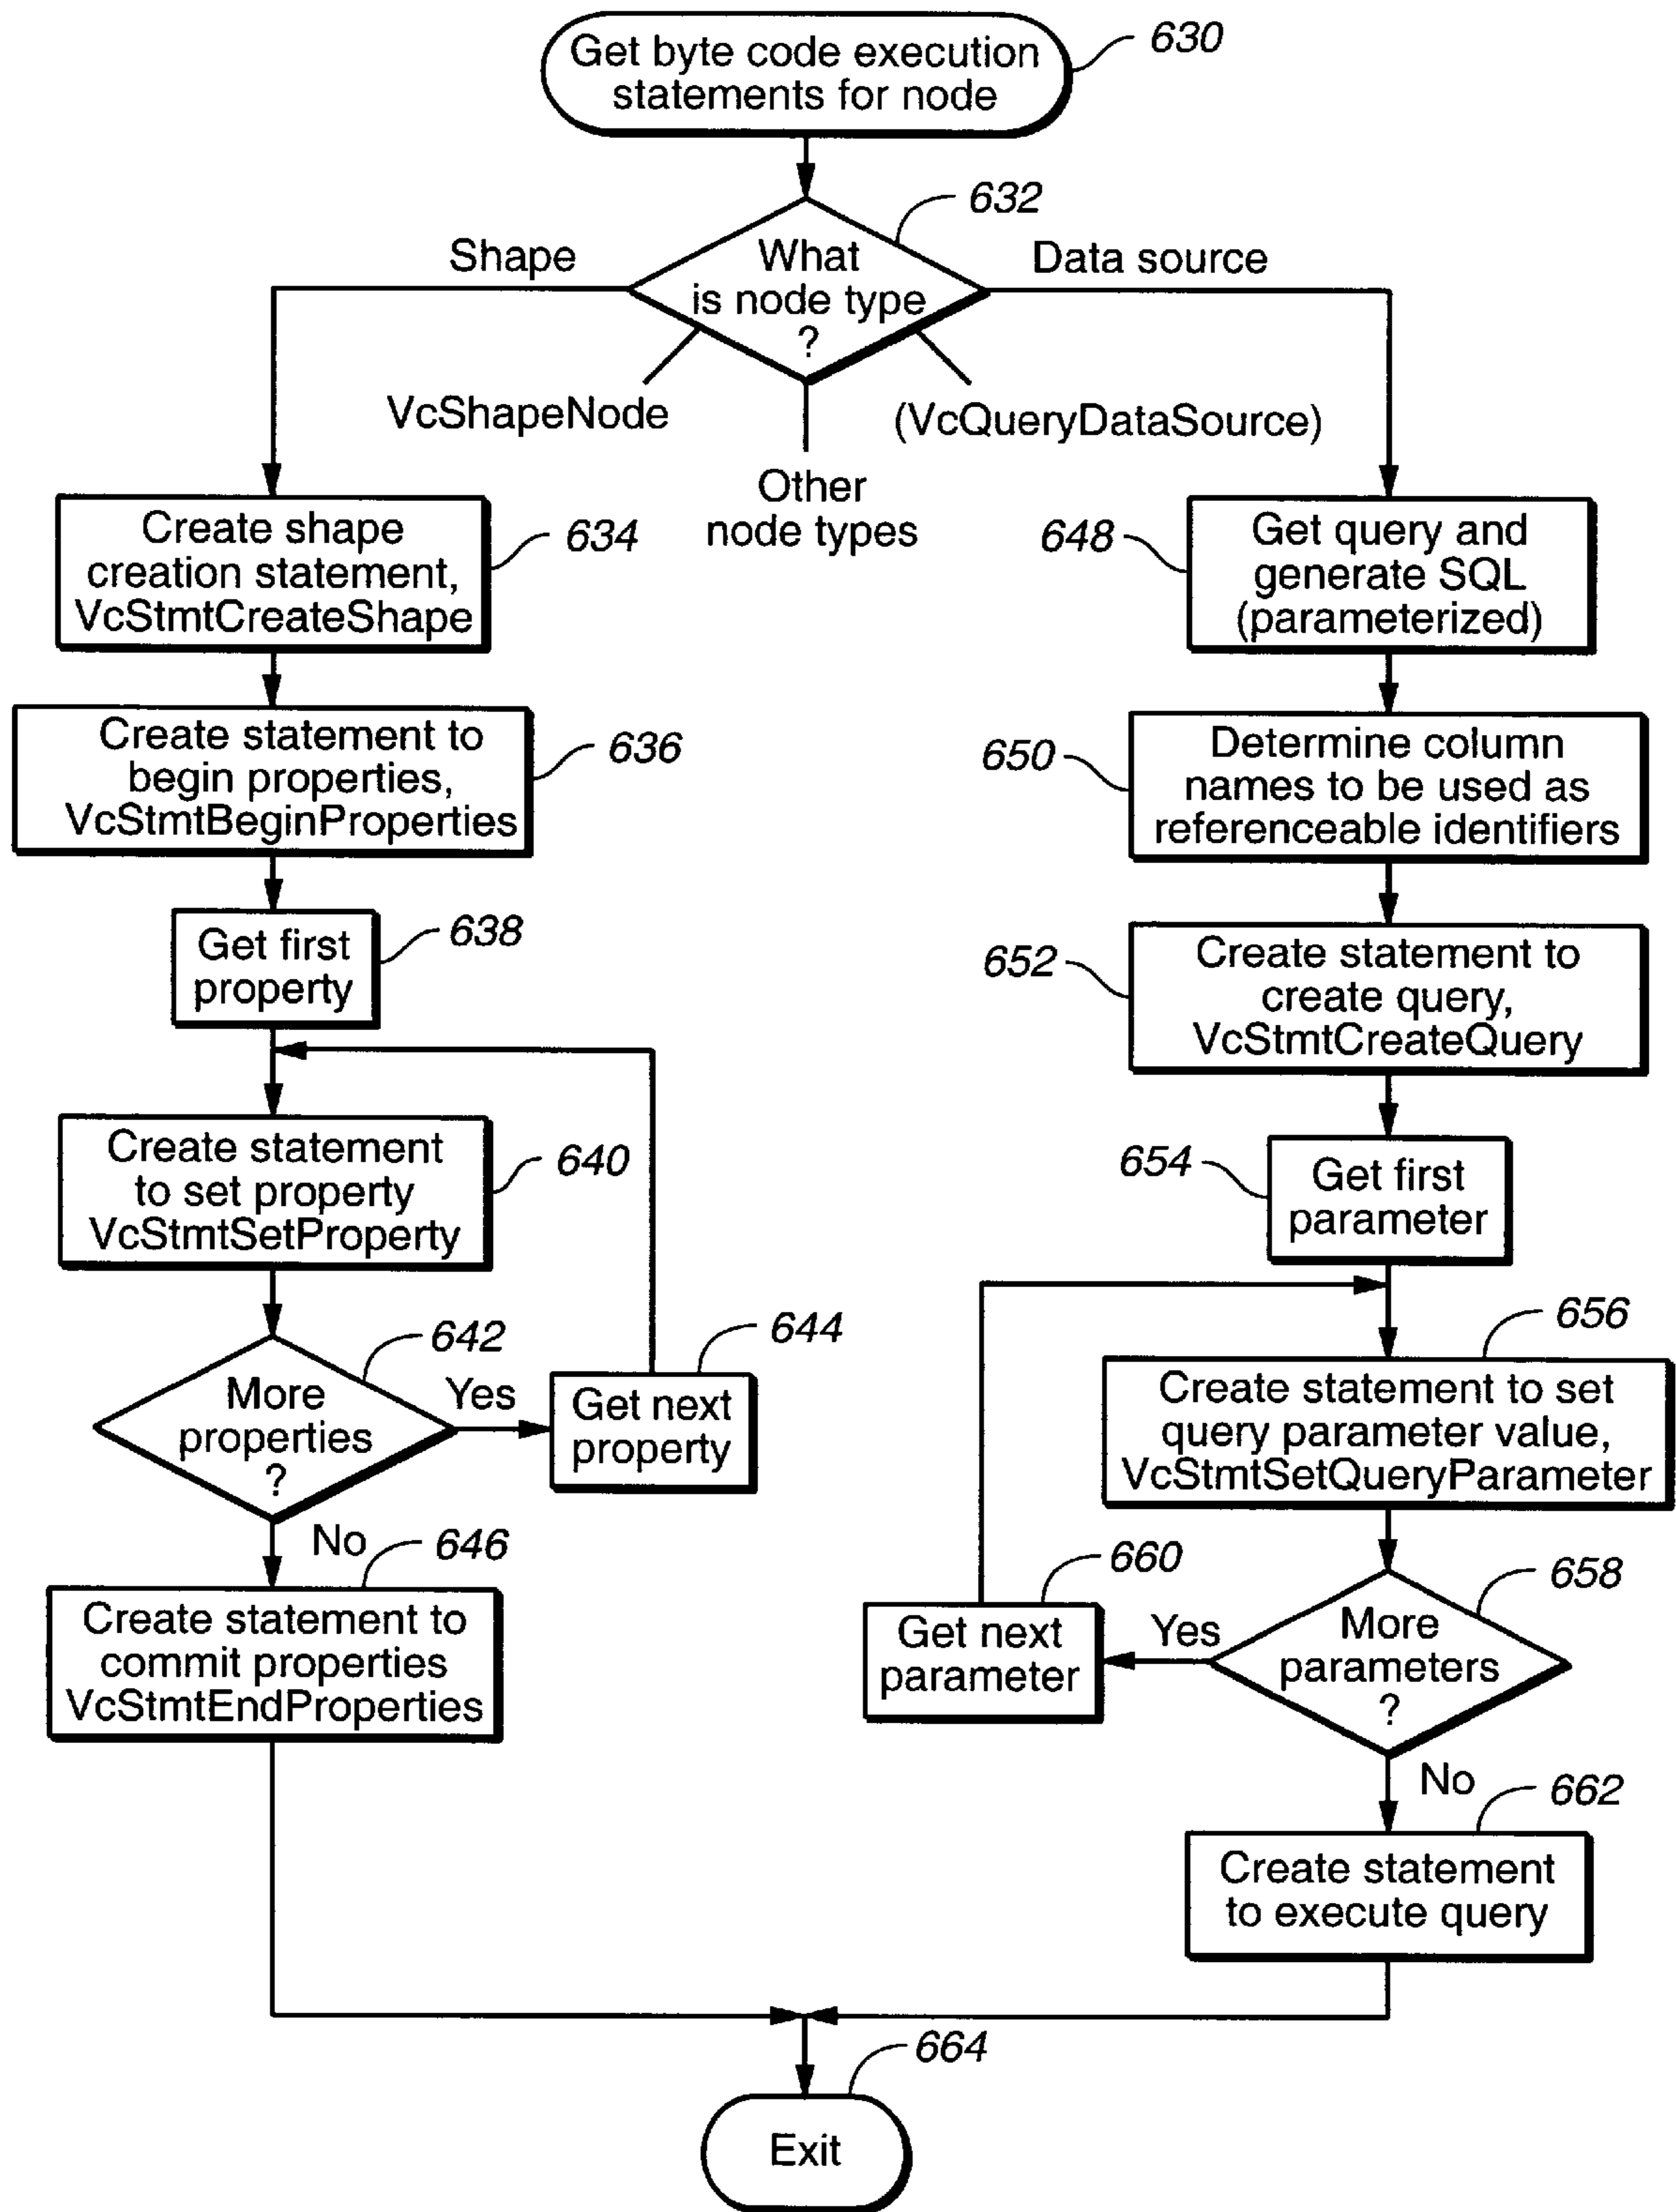 Get byte code execution
statements for node
630
632
Shape
What
is node type
?
Data source
VcShapeNode
(VcQueryDataSource)
Other
node types
Create shape
creation statement,
VcStmtCreateShape
634
Create statement to
begin properties,
VcStmtBeginProperties
636
Get first
property
638
Create statement
to set property
VcStmtSetProperty
640
More
properties
?
642
Yes
Get next
property
644
No
646
Create statement to
commit properties
VcStmtEndProperties
648
Get query and
generate SQL
(parameterized)
650
Determine column
names to be used as
referenceable identifiers
652
Create statement to
create query,
VcStmtCreateQuery
654
Get first
parameter
656
Create statement to set
query parameter value,
VcStmtSetQueryParameter
658
More
parameters
?
Yes
660
Get next
parameter
No
662
Create statement
to execute query
664
Exit